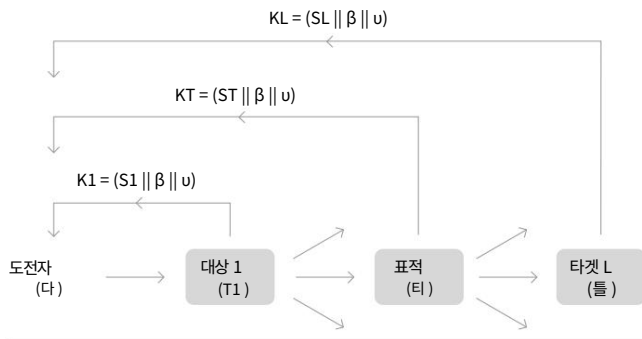 KL = (SL || β || υ)
KT = (ST || β || υ)
K1 = (S1 || β || υ)
도전자
(다 )
대상 1
(T1 )
표적
(티 )
타겟 L
(틀 )